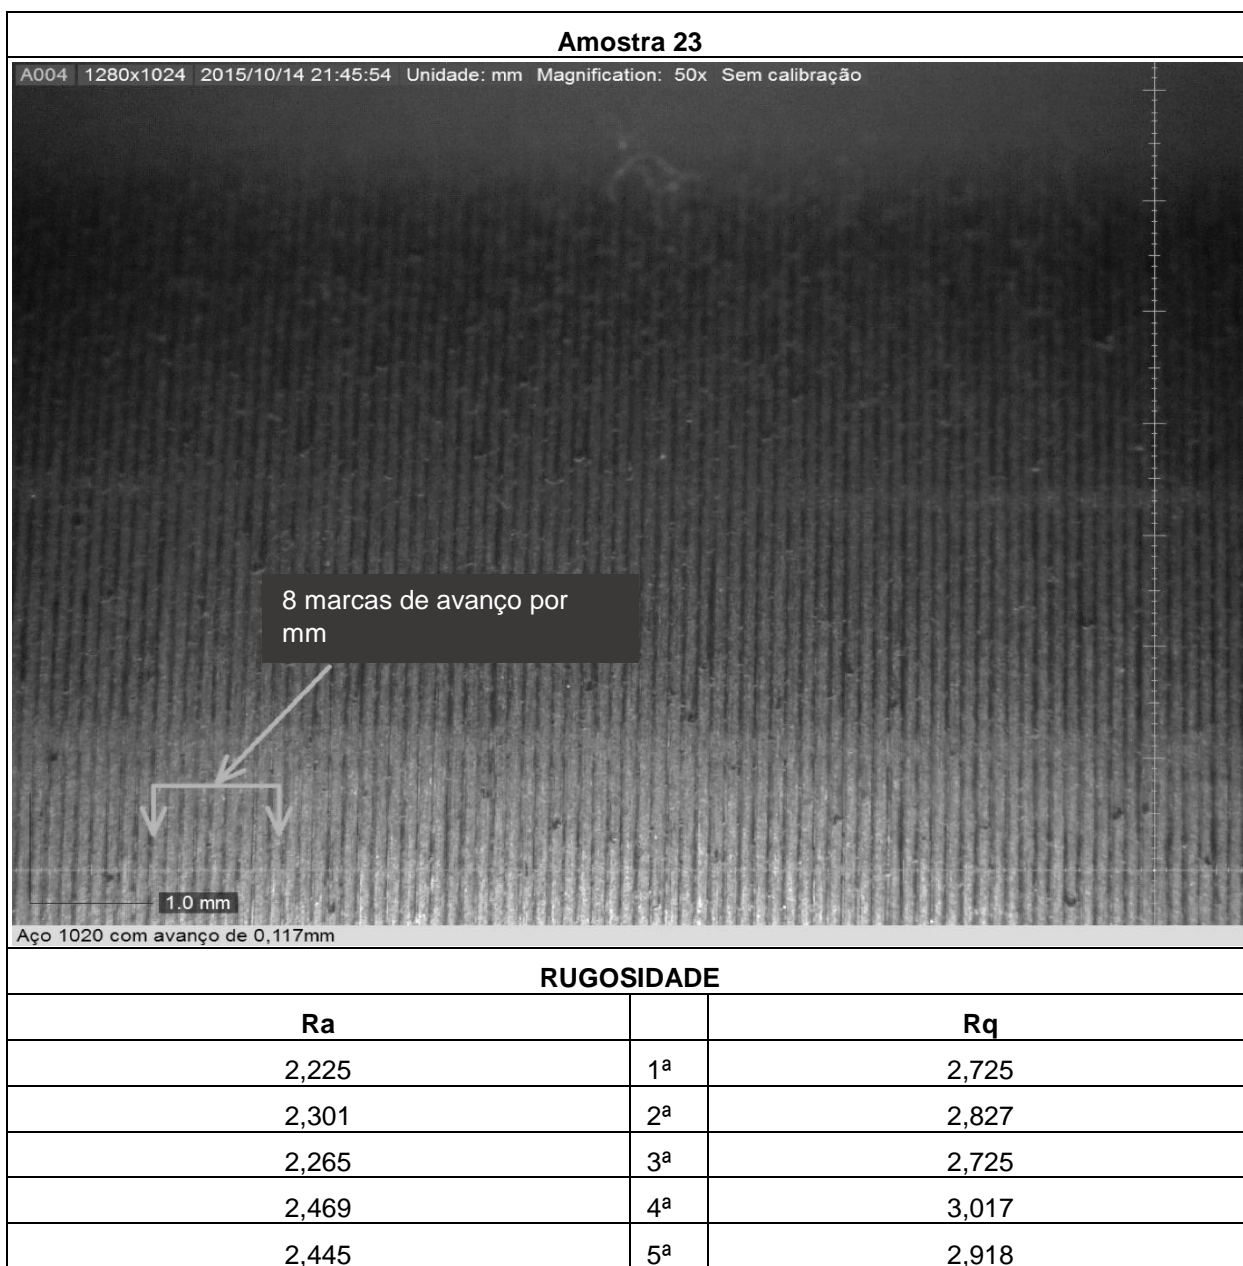 Amostra 23
A004 1280x1024 2015/10/14 21:45:54 Unidade: mm Magnification: 50x Sem calibração
8 marcas de avanço por
mm
1.0 mm
Aço 1020 com avanço de 0,117mm
RUGOSIDADE
Ra Rq
2,225 1ª 2,725
2,301 2ª 2,827
2,265 3ª 2,725
2,469 4ª 3,017
2,445 5ª 2,918